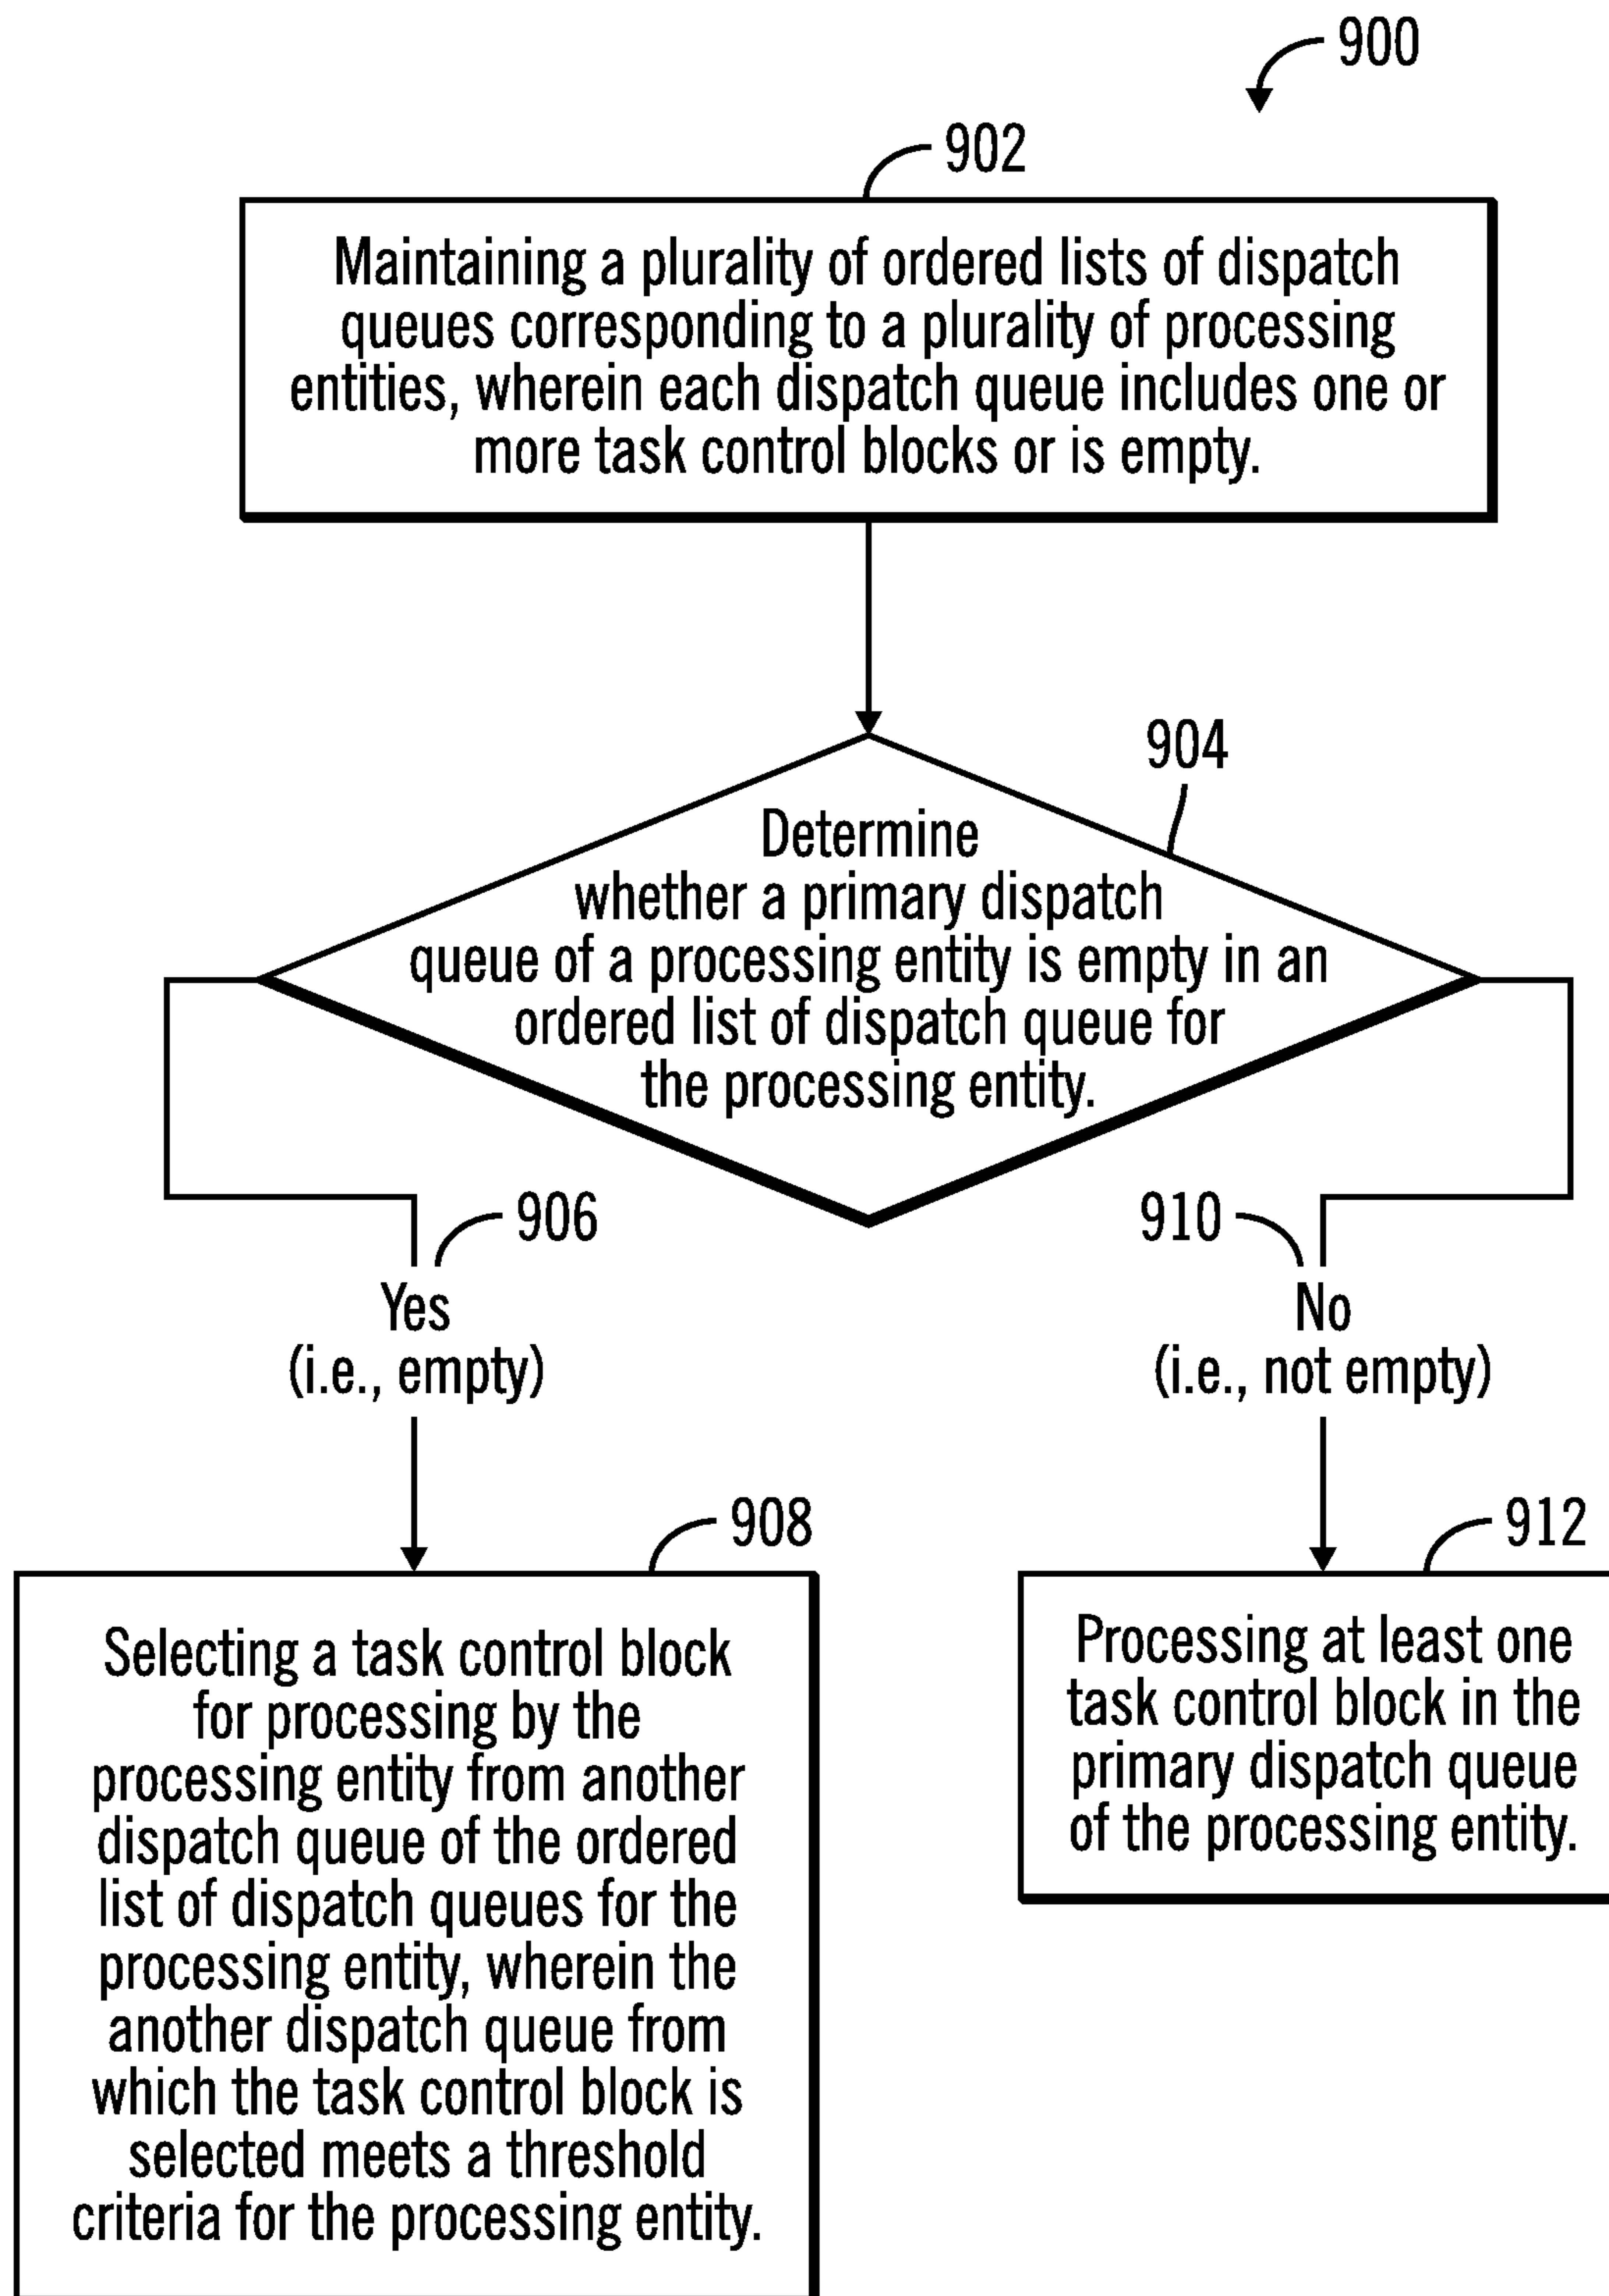 900
902
Maintaining a plurality of ordered lists of dispatch
queues corresponding to a plurality of processing
entities, wherein each dispatch queue includes one or
more task control blocks or is empty.
904
Determine
whether a primary dispatch
queue of a processing entity is empty in an
ordered list of dispatch queue for
the processing entity.
906
Yes
(i.e., empty)
910
No
(i.e., not empty)
908
Selecting a task control block
for processing by the
processing entity from another
dispatch queue of the ordered
list of dispatch queues for the
processing entity, wherein the
another dispatch queue from
which the task control block is
selected meets a threshold
criteria for the processing entity.
912
Processing at least one
task control block in the
primary dispatch queue
of the processing entity.